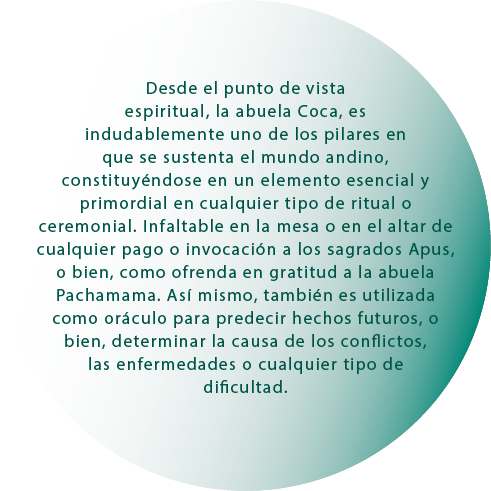 Desde el punto de vista
espiritual, la abuela Coca, es
indudablemente uno de los pilares en
que se sustenta el mundo andino,
constituyéndose en un elemento esencial y
primordial en cualquier tipo de ritual o
ceremonial. Infaltable en la mesa o en el altar de
cualquier pago o invocación a los sagrados Apus,
o bien, como ofrenda en gratitud a la abuela
Pachamama. Así mismo, también es utilizada
como oráculo para predecir hechos futuros, o
bien, determinar la causa de los conflictos,
las enfermedades o cualquier tipo de
dificultad.